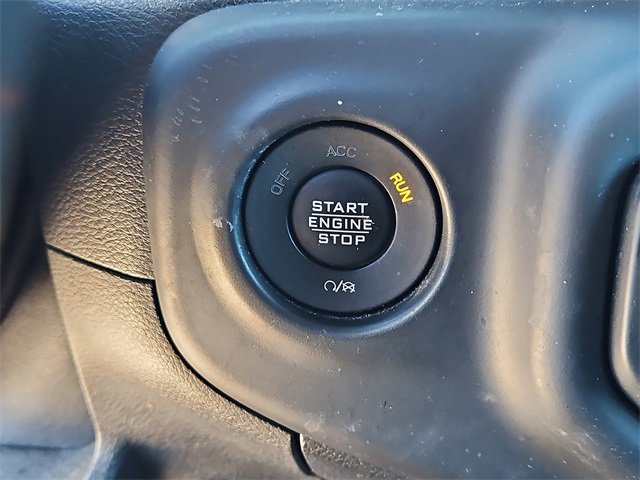 OFF
ACC
RUN
START
ENGINE
STOP